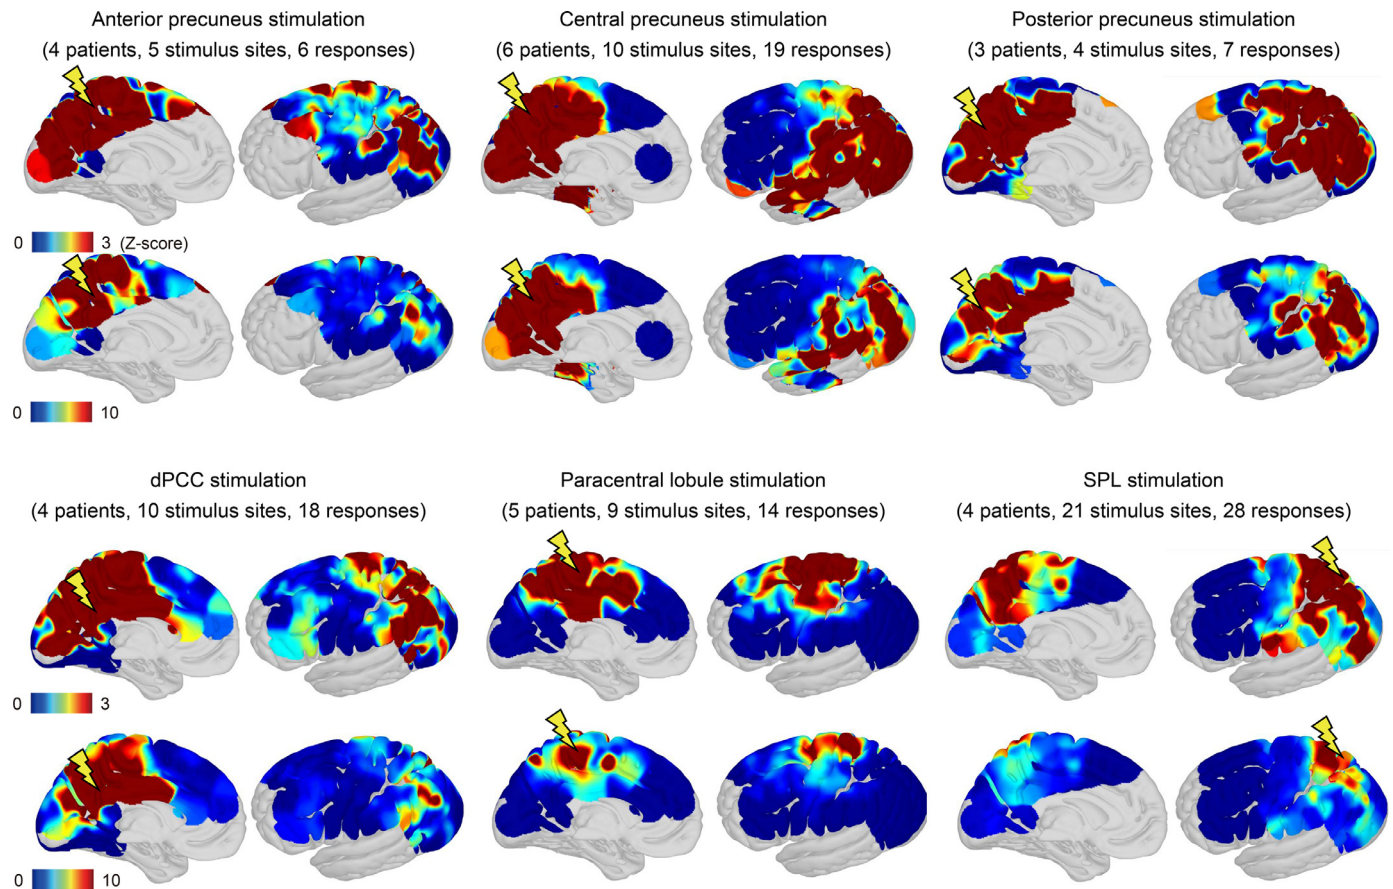 Anterior precuneus stimulation
(4 patients, 5 stimulus sites, 6 responses)
Central precuneus stimulation
(6 patients, 10 stimulus sites, 19 responses)
Posterior precuneus stimulation
(3 patients, 4 stimulus sites, 7 responses)
0 3 (Z-score)
0 10
dPCC stimulation
(4 patients, 10 stimulus sites, 18 responses)
Paracentral lobule stimulation
(5 patients, 9 stimulus sites, 14 responses)
SPL stimulation
(4 patients, 21 stimulus sites, 28 responses)
0 3
0 10